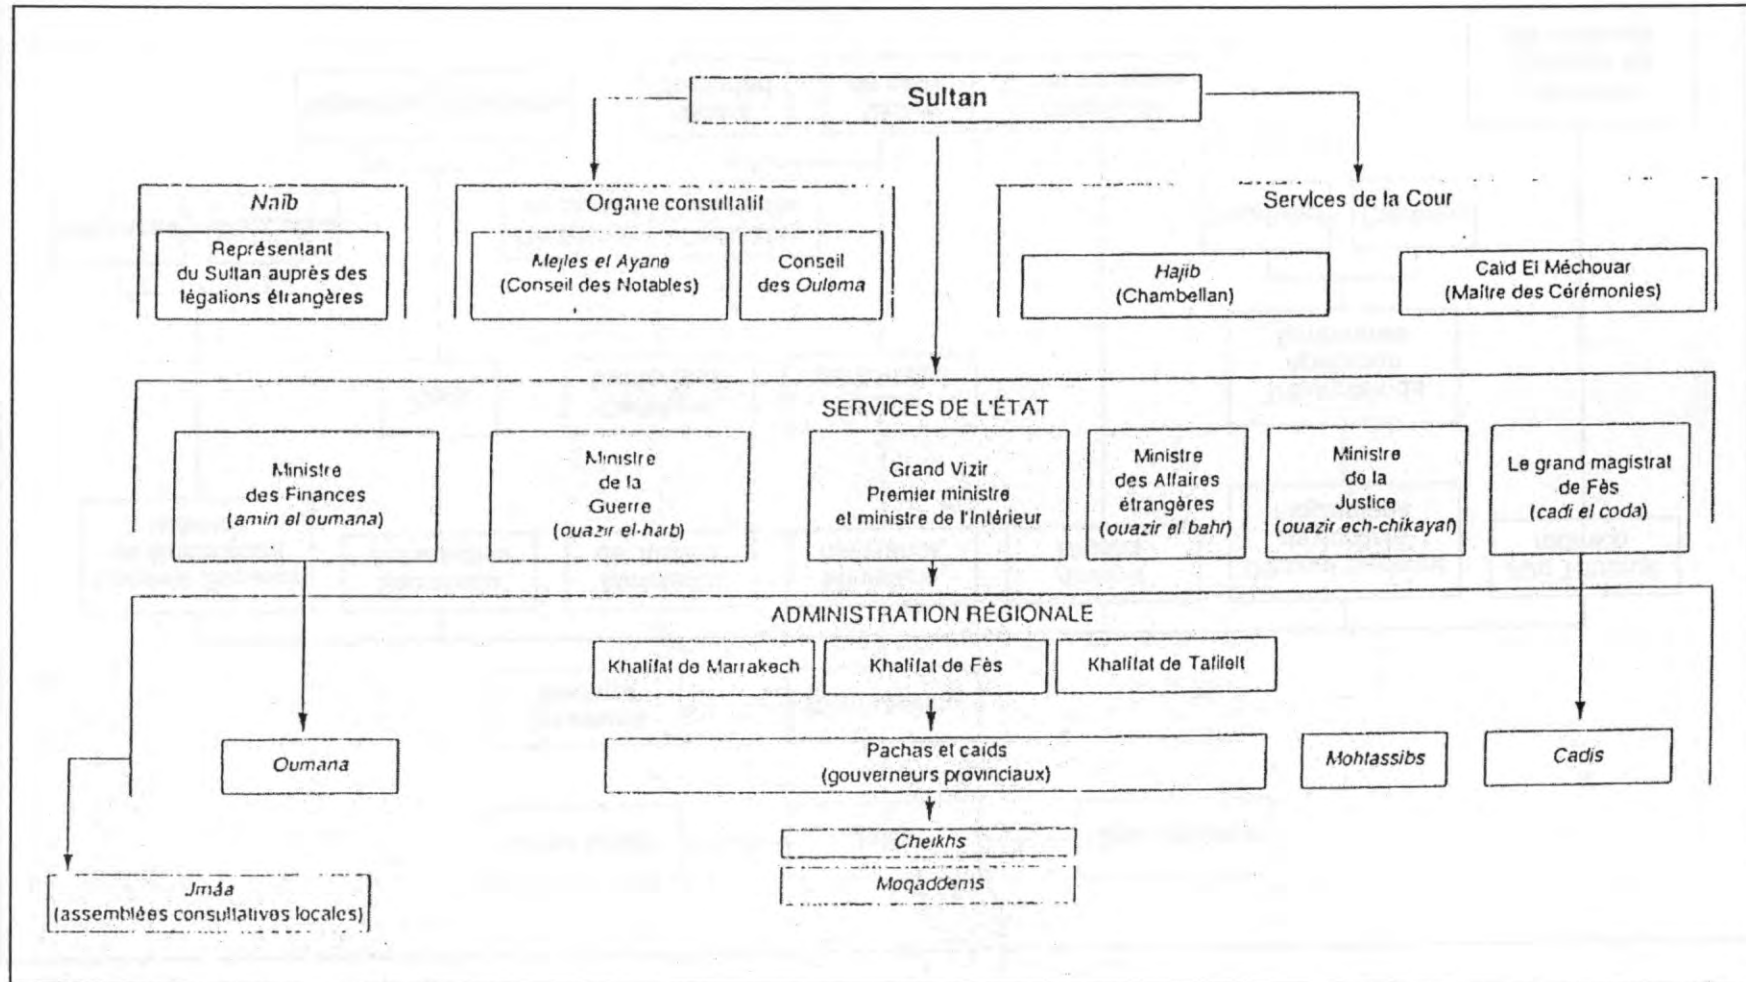 Sultan
Naïb
Représentant
du Sultan auprès des
légations étrangères
Organe consultatif
Mejles el Ayane
(Conseil des Notables)
Conseil
des Oulema
Services de la Cour
Hajib
(Chambellan)
Caïd El Méchouar
(Maître des Cérémonies)
SERVICES DE L'ÉTAT
Ministre
des Finances
(amin el oumana)
Ministre
de la
Guerre
(ouazir el-harb)
Grand Vizir
Premier ministre
et ministre de l'Intérieur
Ministre
des Affaires
étrangères
(ouazir el bahr)
Ministre
de la
Justice
(ouazir ech-chikayat)
Le grand magistrat
de Fès
(cadi el coda)
ADMINISTRATION RÉGIONALE
Khalifat de Marrakech
Khalifat de Fès
Khalifat de Tafilelt
Oumana
Pachas et caïds
(gouverneurs provinciaux)
Mohtassibs
Cadis
Cheikhs
Moqaddems
Jmâa
(assemblées consultatives locales)